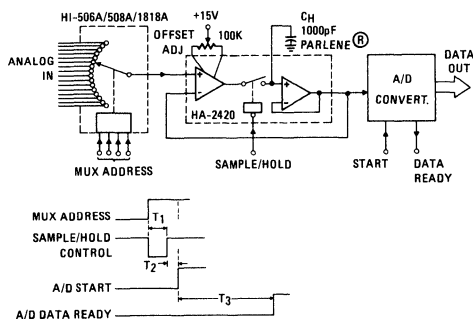 HI-506A/508A/1818A
+15V
OFFSET
ADJ
100K
CH
1000pF
PARLENE ®
ANALOG
IN
+
-
+
-
HA-2420
MUX ADDRESS
SAMPLE/HOLD
A/D
CONVERT.
DATA
OUT
START
DATA
READY
MUX ADDRESS
T1
SAMPLE/HOLD
CONTROL
T2
A/D START
T3
A/D DATA READY